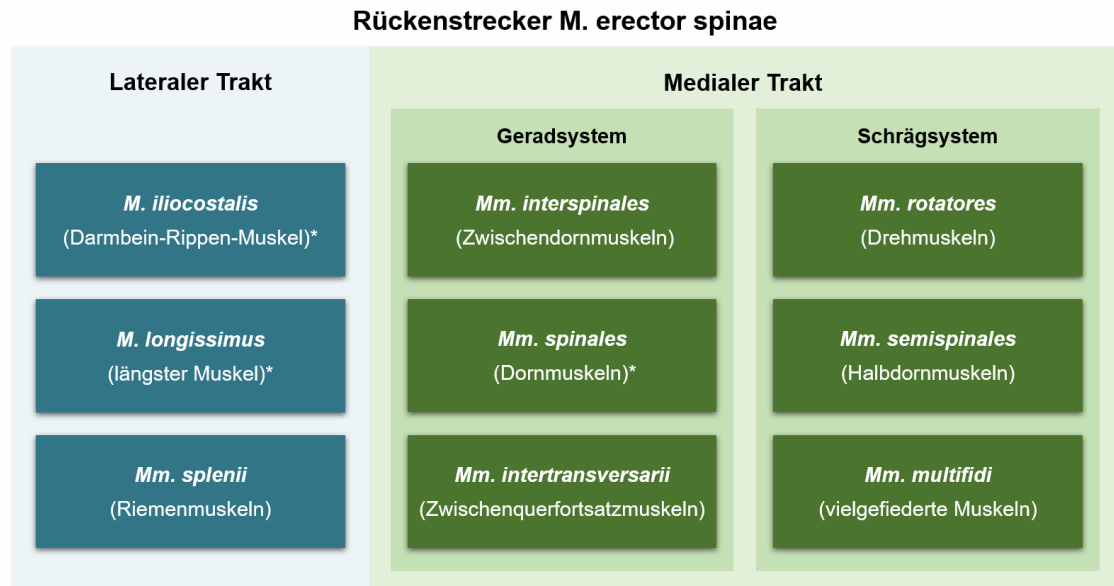 Rückenstrecker M. erector spinae
Lateraler Trakt
M. iliocostalis
(Darmbein-Rippen-Muskel)*
M. longissimus
(längster Muskel)*
Mm. splenii
(Riemenmuskeln)
Medialer Trakt
Geradsystem
Mm. interspinales
(Zwischendornmuskeln)
Mm. spinales
(Dornmuskeln)*
Mm. intertransversarii
(Zwischenquerfortsatzmuskeln)
Schrägsystem
Mm. rotatores
(Drehmuskeln)
Mm. semispinales
(Halbdornmuskeln)
Mm. multifidi
(vielgefiederte Muskeln)